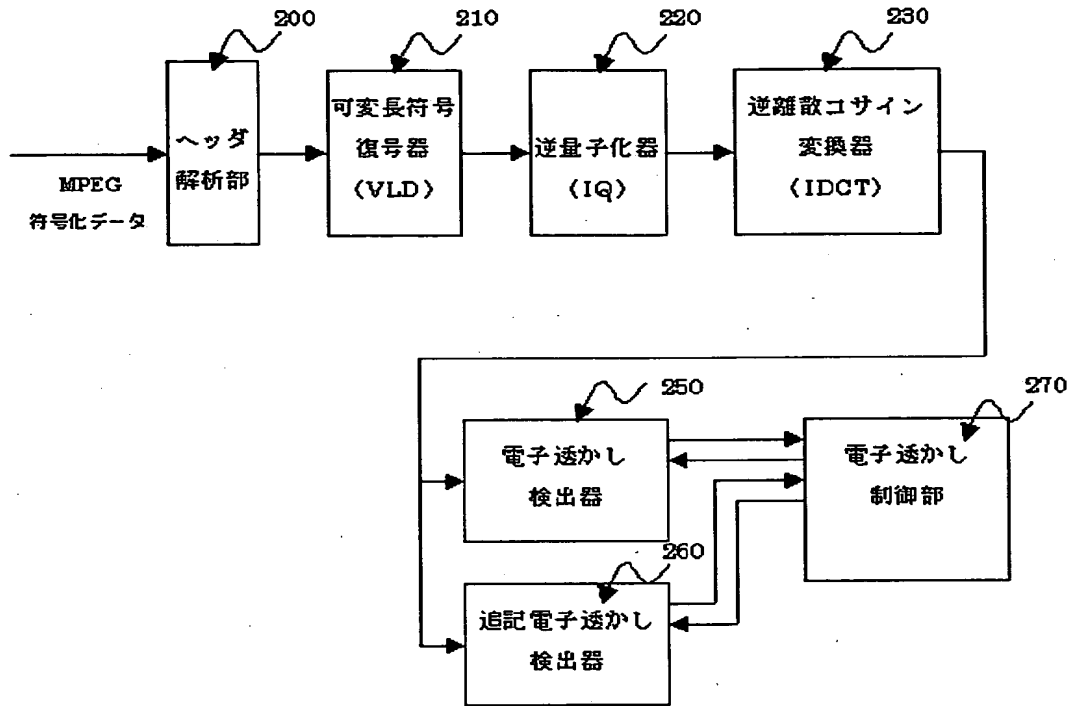 200
210
220
230
MPEG
符号化データ
ヘッダ
解析部
可変長符号
復号器
(VLD)
逆量子化器
(IQ)
逆離散コサイン
変換器
(IDCT)
250
電子透かし
検出器
260
追記電子透かし
検出器
270
電子透かし
制御部